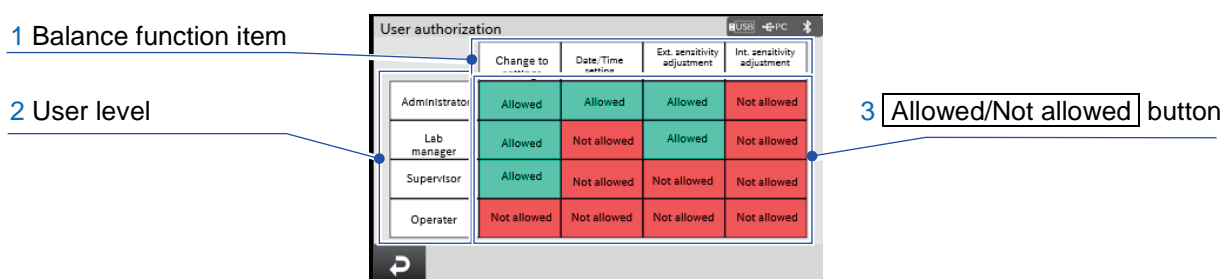 User authorization USB PC
1 Balance function item
Change to Date/Time setting Ext. sensitivity adjustment Int. sensitivity adjustment
2 User level
3 Allowed/Not allowed button
Administrator Allowed Allowed Allowed Not allowed
Lab manager Allowed Not allowed Allowed Not allowed
Supervisor Allowed Not allowed Not allowed Not allowed
Operater Not allowed Not allowed Not allowed Not allowed